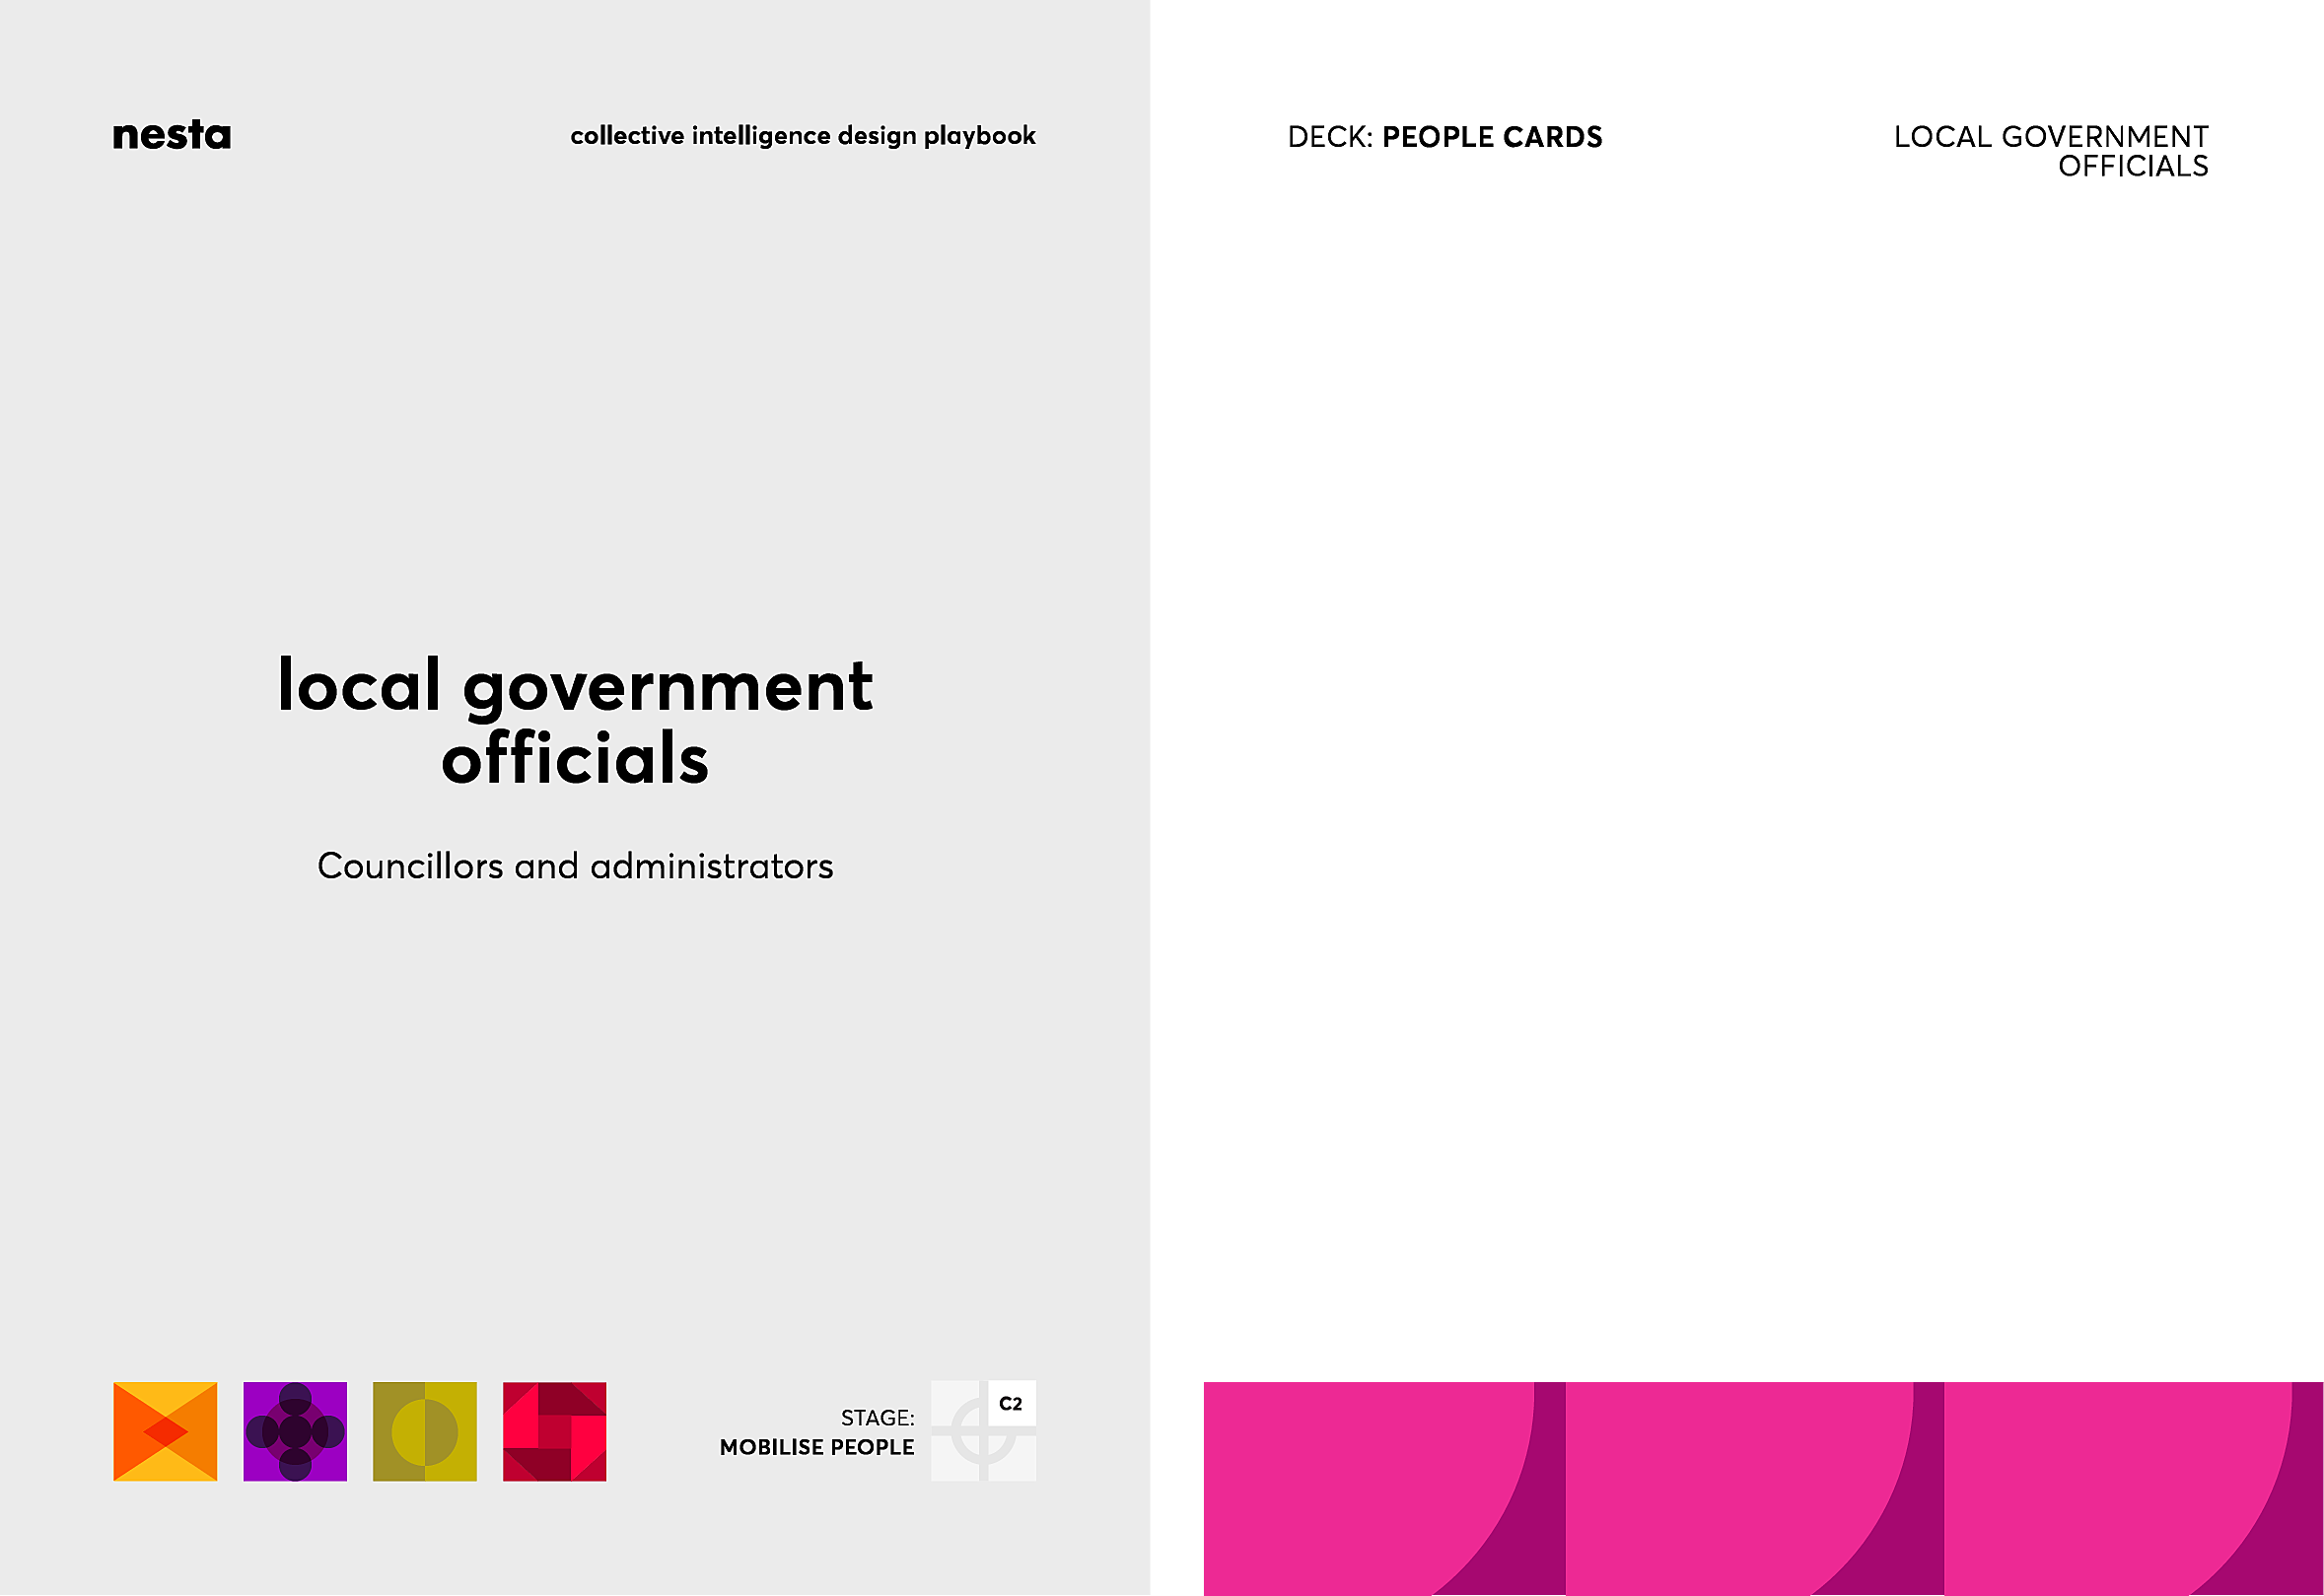 nesta
collective intelligence design playbook
local government
officials
Councillors and administrators
STAGE:
MOBILISE PEOPLE
C2
DECK: PEOPLE CARDS
LOCAL GOVERNMENT
OFFICIALS